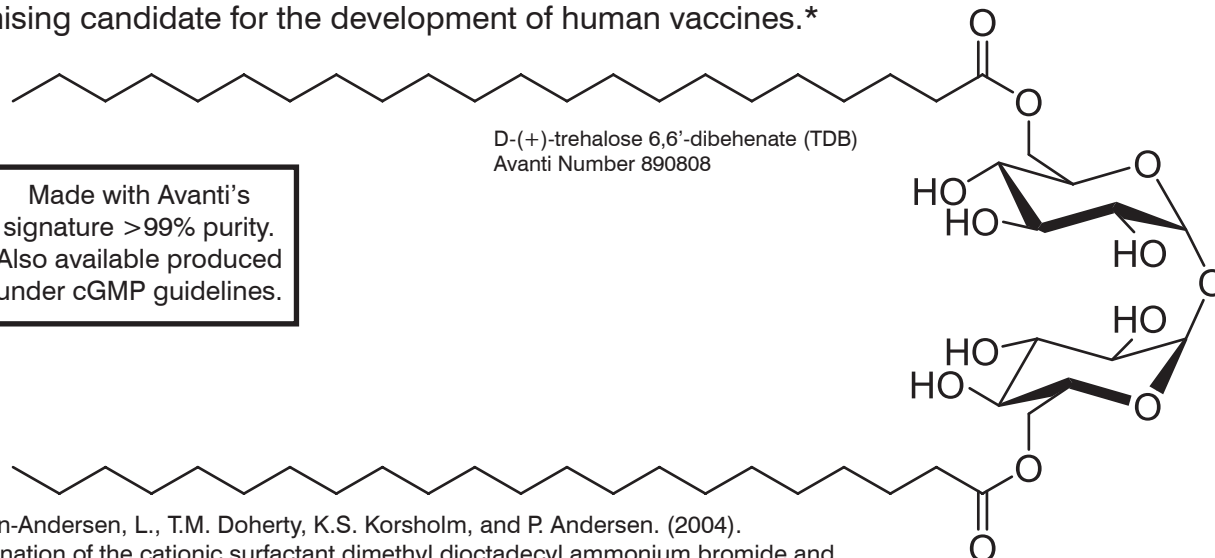 nising candidate for the development of human vaccines.*
O
O
D-(+)-trehalose 6,6’-dibehenate (TDB)
Avanti Number 890808
O
HO
HO
HO
Made with Avanti’s
signature >99% purity.
Also available produced
under cGMP guidelines.
O
HO
HO
HO
O
O
n-Andersen, L., T.M. Doherty, K.S. Korsholm, and P. Andersen. (2004).
nation of the cationic surfactant dimethyl dioctadecyl ammonium bromide and
O